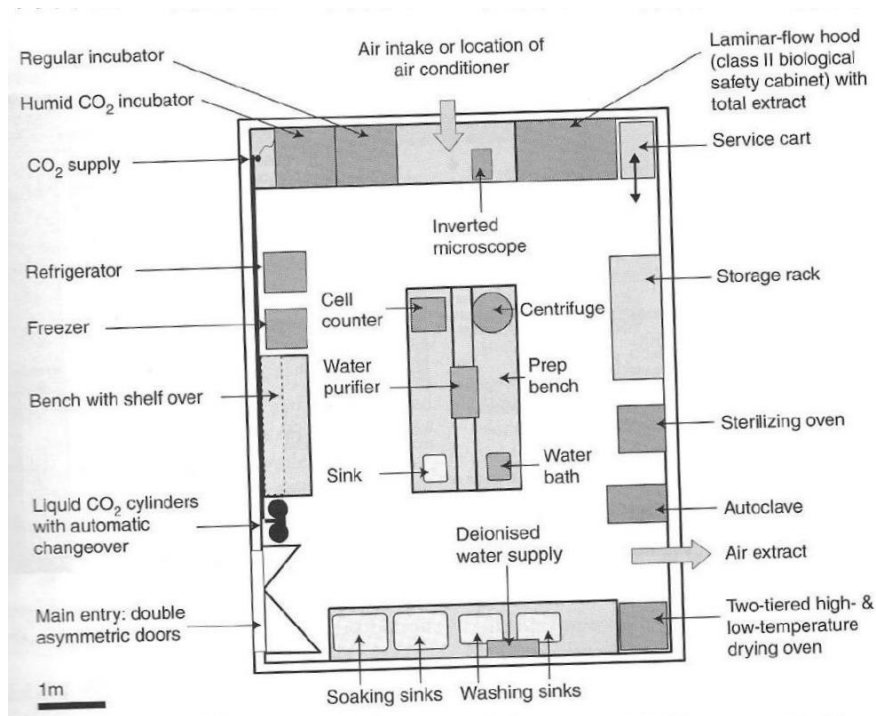 Regular incubator
Humid CO₂ incubator
CO₂ supply
Refrigerator
Freezer
Bench with shelf over
Liquid CO₂ cylinders
with automatic
changeover
Main entry: double
asymmetric doors
1m
Air intake or location of
air conditioner
Inverted
microscope
Cell
counter
Centrifuge
Water
purifier
Prep
bench
Sink
Water
bath
Deionised
water supply
Soaking sinks
Washing sinks
Laminar-flow hood
(class II biological
safety cabinet) with
total extract
Service cart
Storage rack
Sterilizing oven
Autoclave
Air extract
Two-tiered high- &
low-temperature
drying oven